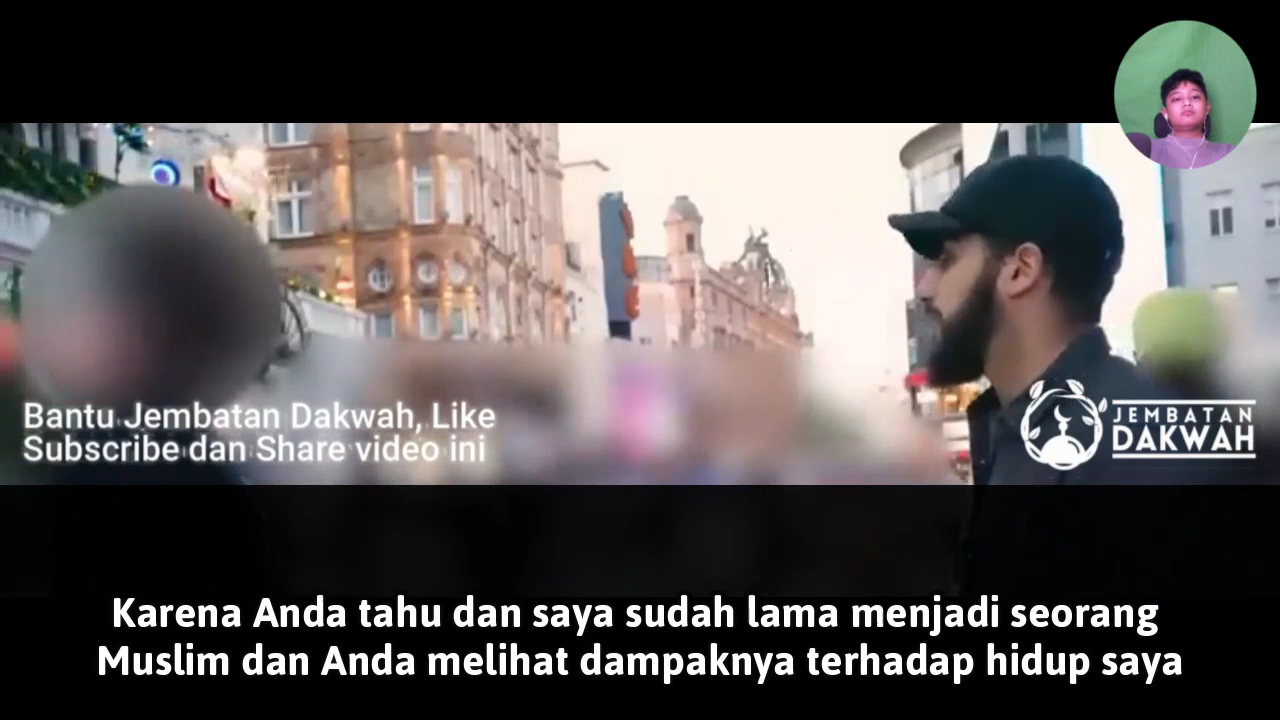 Bantu Jembatan Dakwah, Like
Subscribe dan Share video ini
JEMBATAN
DAKWAH
Karena Anda tahu dan saya sudah lama menjadi seorang
Muslim dan Anda melihat dampaknya terhadap hidup saya